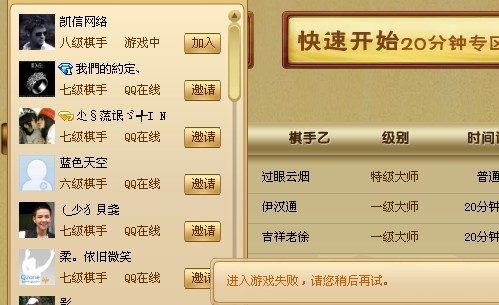 凯信网络
八级棋手 游戏中 加入
我們的約定、
七级棋手 QQ在线 邀请
七级棋手 QQ在线 邀请
蓝色天空
六级棋手 QQ在线 邀请
七级棋手 QQ在线 邀请
柔。依旧微笑
七级棋手 QQ在线
影
快速开始20分钟专区
棋手乙 级别 时间
过眼云烟 特级大师 普通
伊汉通 一级大师 20分钟
吉祥老徐 一级大师 20分钟
进入游戏失败，请您稍后再试。